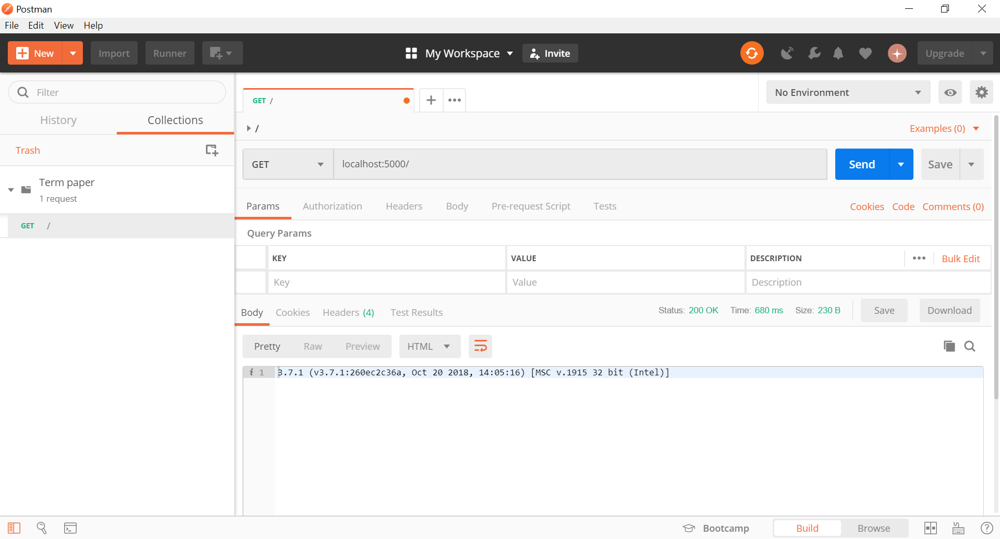 Postman
File Edit View Help
New Import Runner My Workspace Invite Upgrade
Filter
History Collections
Trash
Term paper
1 request
GET /
GET /
No Environment
/
Examples (0)
GET localhost:5000/ Send Save
Params Authorization Headers Body Pre-request Script Tests Cookies Code Comments (0)
Query Params
KEY VALUE DESCRIPTION Bulk Edit
Key Value Description
Body Cookies Headers (4) Test Results Status: 200 OK Time: 680 ms Size: 230 B Save Download
Pretty Raw Preview HTML
i 1 3.7.1 (v3.7.1:260ec2c36a, Oct 20 2018, 14:05:16) [MSC v.1915 32 bit (Intel)]
Bootcamp Build Browse